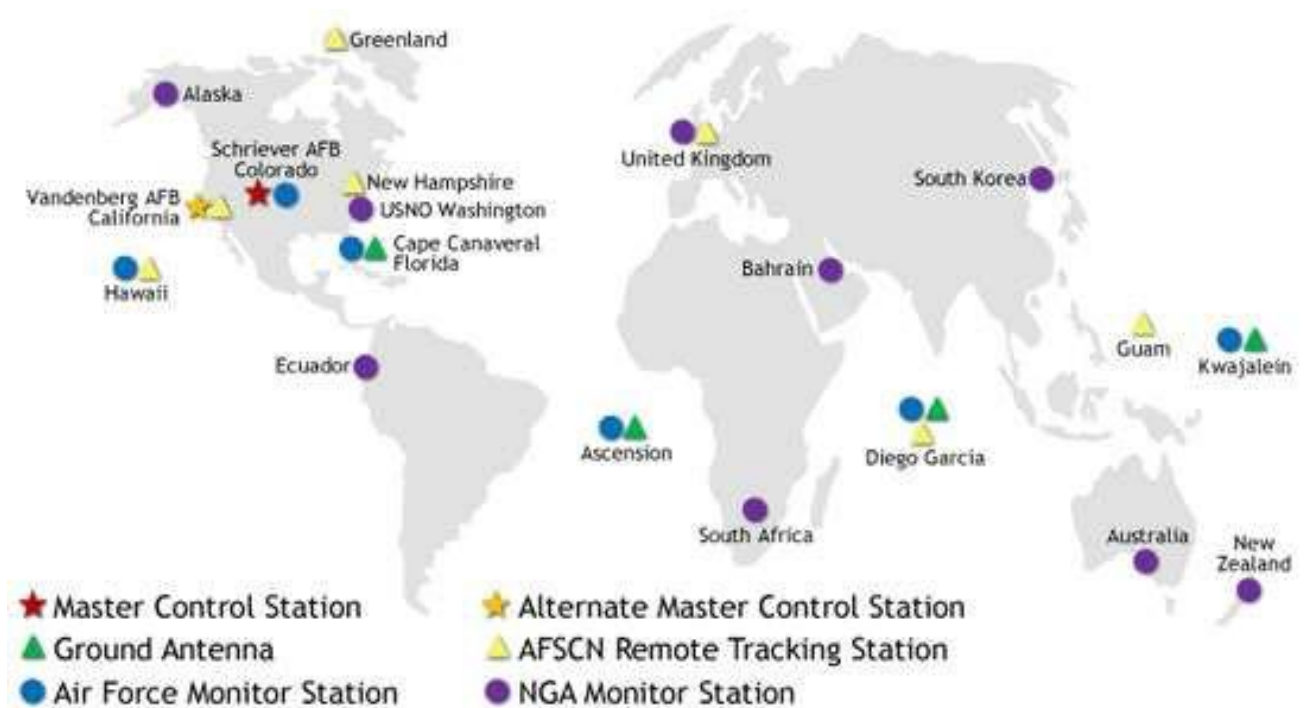 Greenland
Alaska
Schriever AFB
Colorado
Vandenberg AFB
California
New Hampshire
USNO Washington
Cape Canaveral
Florida
Hawaii
Ecuador
United Kingdom
South Korea
Bahrain
Guam
Kwajalein
Ascension
Diego Garcia
South Africa
Australia
New
Zealand
Master Control Station
Alternate Master Control Station
Ground Antenna
AFSCN Remote Tracking Station
Air Force Monitor Station
NGA Monitor Station